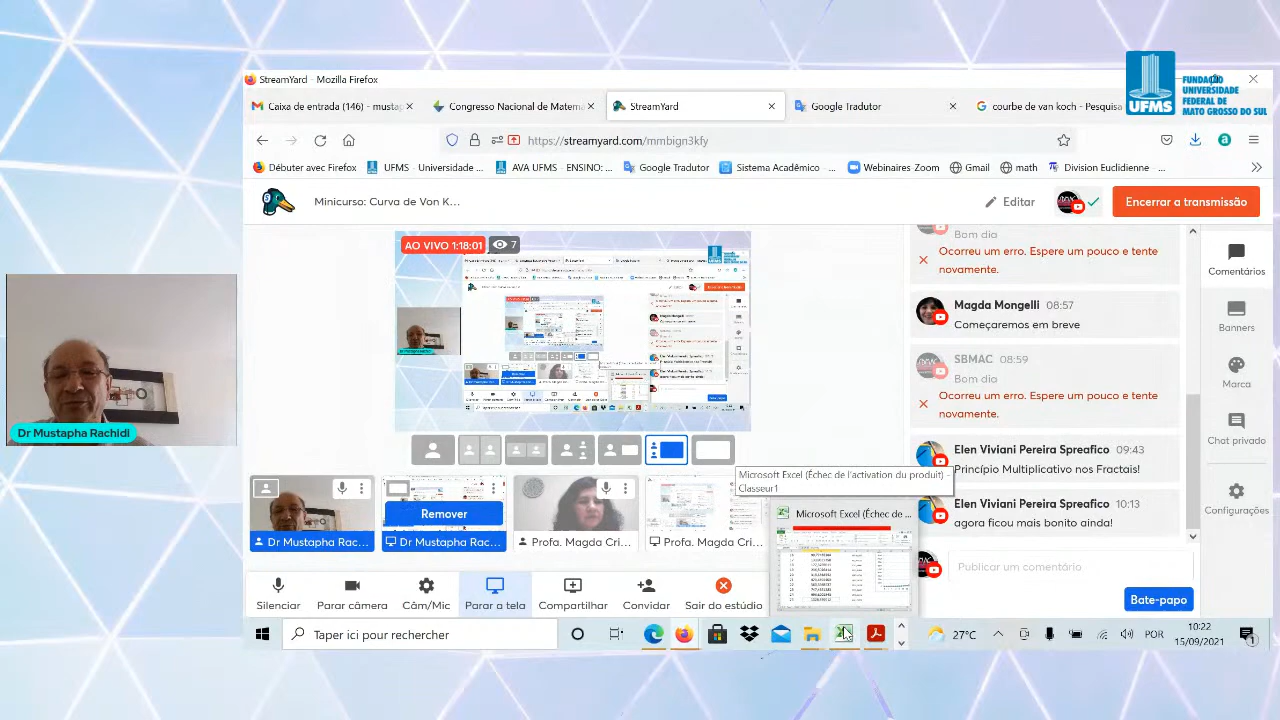 StreamYard - Mozilla Firefox
UFMS
FUNDAÇÃO
UNIVERSIDADE
FEDERAL DE
MATO GROSSO DO SUL
Caixa de entrada (146) - musta
Congresso Nacional de Matem
StreamYard
Google Tradutor
courbe de van koch - Pesquisa
https://streamyard.com/mmbign3kfy
Débuter avec Firefox
UFMS Universidade ...
AVA UFMS - ENSINO: ...
Google Tradutor
Sistema Acadêmico ...
Webinaires Zoom
Gmail
math
Division Euclidienne ...
Minicurso: Curva de Von K...
Editar
Encerrar a transmissão
AO VIVO 1:18:01
7
Bom dia
Ocorreu um erro. Espere um pouco e tente
novamente.
Magda Mongelli 08:57
Começaremos em breve
SBMAC 08:59
Bom dia
Ocorreu um erro. Espere um pouco e tente
novamente.
Elen Viviani Pereira Spreafico 09:43
Princípio Multiplicativo nos Fractais!
Elen Viviani Pereira Spreafico 10:13
agora ficou mais bonito ainda!
Publicar um comentário
Bate-papo
Comentários
Banners
Marca
Chat privado
Configurações
Dr Mustapha Rachidi
Microsoft Excel (Échec de l'activation du produit) -
Classeur1
Microsoft Excel (Échec de ...
Remover
Dr Mustapha Rac...
Dr Mustapha Rac...
Profa. Magda Cri...
Profa. Magda Cri...
Silenciar
Parar câmera
Câm/Mic
Parar a tela
Compartilhar
Convidar
Sair do estúdio
Taper ici pour rechercher
27°C
POR
10:22
15/09/2021